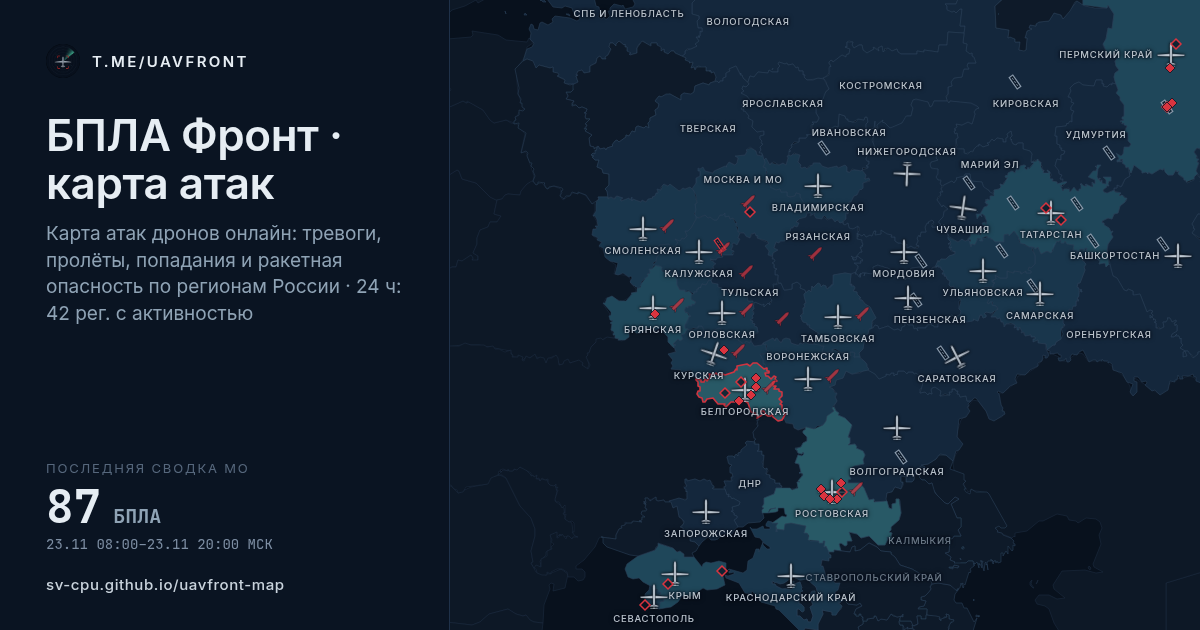 T.ME/UAVFRONT
БПЛА Фронт ·
карта атак
Карта атак дронов онлайн: тревоги,
пролёты, попадания и ракетная
опасность по регионам России · 24 ч:
42 рег. с активностью
ПОСЛЕДНЯЯ СВОДКА МО
87 БПЛА
23.11 08:00–23.11 20:00 МСК
sv-cpu.github.io/uavfront-map
СПБ И ЛЕНОБЛАСТЬ
ВОЛОГОДСКАЯ
ПЕРМСКИЙ КРАЙ
КОСТРОМСКАЯ
ЯРОСЛАВСКАЯ
КИРОВСКАЯ
ТВЕРСКАЯ
ИВАНОВСКАЯ
УДМУРТИЯ
НИЖЕГОРОДСКАЯ
МАРИЙ ЭЛ
МОСКВА И МО
ВЛАДИМИРСКАЯ
ЧУВАШИЯ
ТАТАРСТАН
РЯЗАНСКАЯ
СМОЛЕНСКАЯ
БАШКОРТОСТАН
КАЛУЖСКАЯ
МОРДОВИЯ
ТУЛЬСКАЯ
УЛЬЯНОВСКАЯ
САМАРСКАЯ
ПЕНЗЕНСКАЯ
БРЯНСКАЯ
ОРЛОВСКАЯ
ТАМБОВСКАЯ
ОРЕНБУРГСКАЯ
ВОРОНЕЖСКАЯ
КУРСКАЯ
САРАТОВСКАЯ
БЕЛГОРОДСКАЯ
ВОЛГОГРАДСКАЯ
ДНР
РОСТОВСКАЯ
ЗАПОРОЖСКАЯ
КАЛМЫКИЯ
СТАВРОПОЛЬСКИЙ КРАЙ
КРЫМ
КРАСНОДАРСКИЙ КРАЙ
СЕВАСТОПОЛЬ